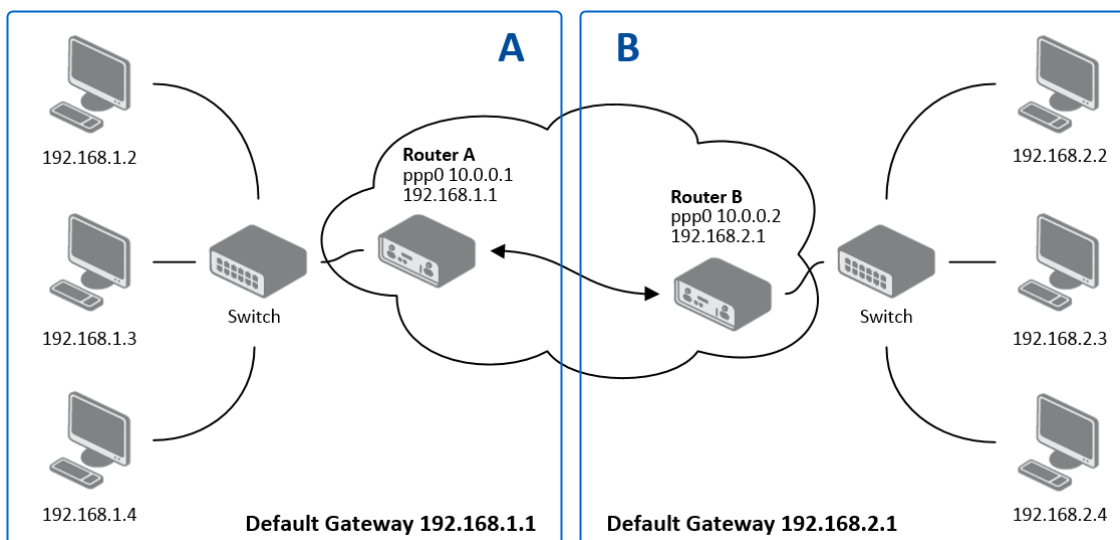 A
192.168.1.2
192.168.1.3
192.168.1.4
Switch
Router A
ppp0 10.0.0.1
192.168.1.1
Default Gateway 192.168.1.1
B
Router B
ppp0 10.0.0.2
192.168.2.1
Switch
192.168.2.2
192.168.2.3
192.168.2.4
Default Gateway 192.168.2.1